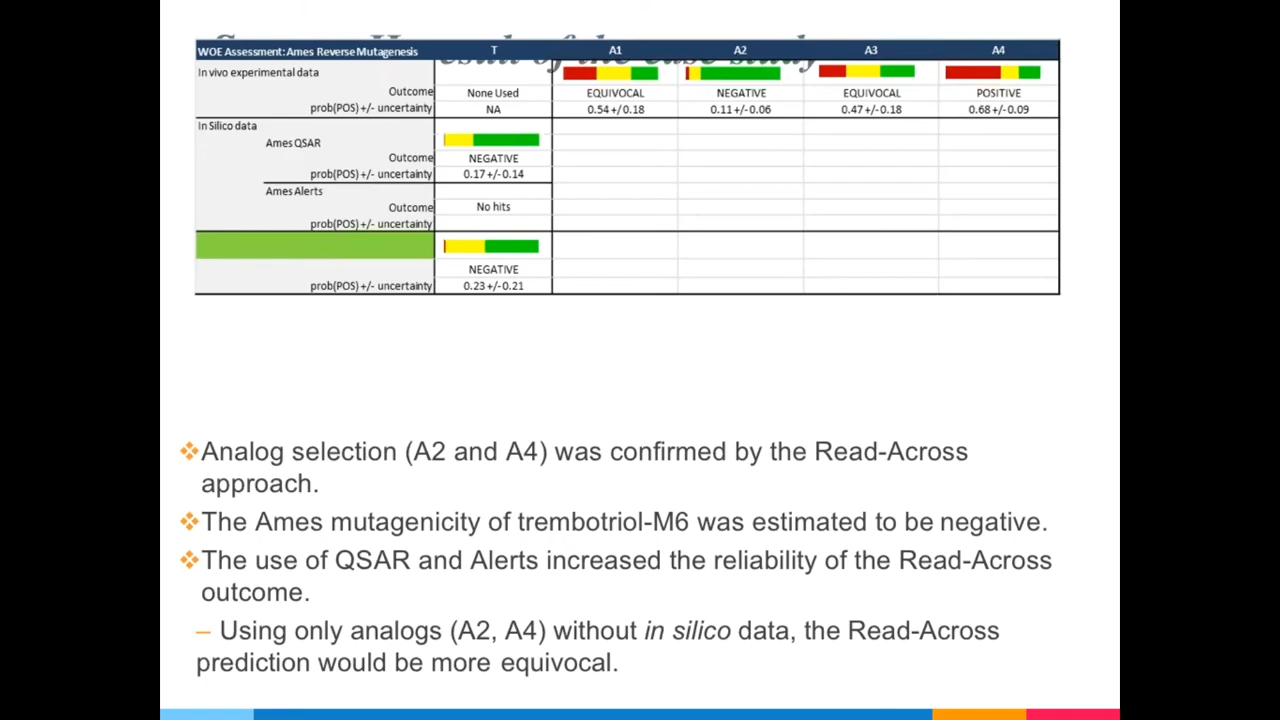 result of the case study
WOE Assessment: Ames Reverse Mutagenesis T A1 A2 A3 A4
In vivo experimental data
Outcome None Used EQUIVOCAL NEGATIVE EQUIVOCAL POSITIVE
prob(POS) +/- uncertainty NA 0.54 +/0.18 0.11 +/-0.06 0.47 +/-0.18 0.68 +/-0.09
In Silico data
Ames QSAR
Outcome NEGATIVE
prob(POS) +/- uncertainty 0.17 +/-0.14
Ames Alerts
Outcome No hits
prob(POS) +/- uncertainty
NEGATIVE
prob(POS) +/- uncertainty 0.23 +/-0.21
Analog selection (A2 and A4) was confirmed by the Read-Across
approach.
The Ames mutagenicity of trembotriol-M6 was estimated to be negative.
The use of QSAR and Alerts increased the reliability of the Read-Across
outcome.
– Using only analogs (A2, A4) without in silico data, the Read-Across
prediction would be more equivocal.